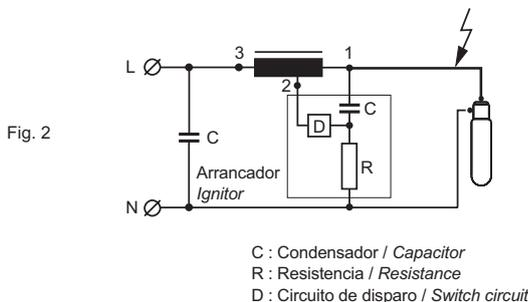 3
1
L
2
C
D
Fig. 2
C
Arrancador
Ignitor
R
N
C : Condensador / Capacitor
R : Resistencia / Resistance
D : Circuito de disparo / Switch circuit